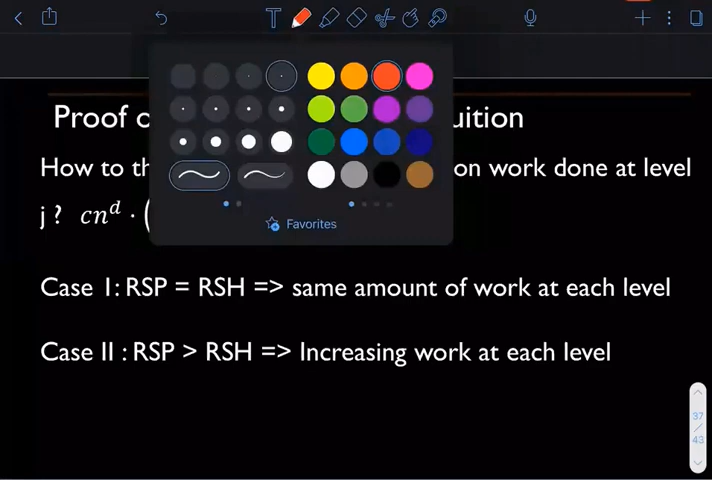 Proof o uition
How to th on work done at level
j ? cn^d · (
Favorites
Case I: RSP = RSH => same amount of work at each level
Case II : RSP > RSH => Increasing work at each level
37
/
43